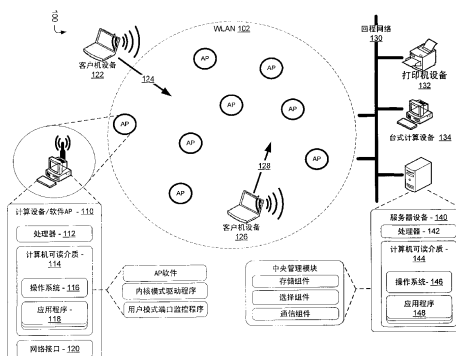 100
WLAN 102
客户机设备
122
124
AP
AP
AP
AP
AP
AP
AP
AP
128
客户机设备
126
回程网络
130
打印机设备
132
台式计算设备 134
计算设备/软件AP - 110
处理器 - 112
计算机可读介质
114
操作系统 - 116
应用程序 -
118
网络接口 - 120
AP软件
内核模式驱动程序
用户模式端口监控程序
中央管理模块
存储组件
选择组件
通信组件
服务器设备 - 140
处理器 - 142
计算机可读介质 -
144
操作系统 - 146
应用程序
148